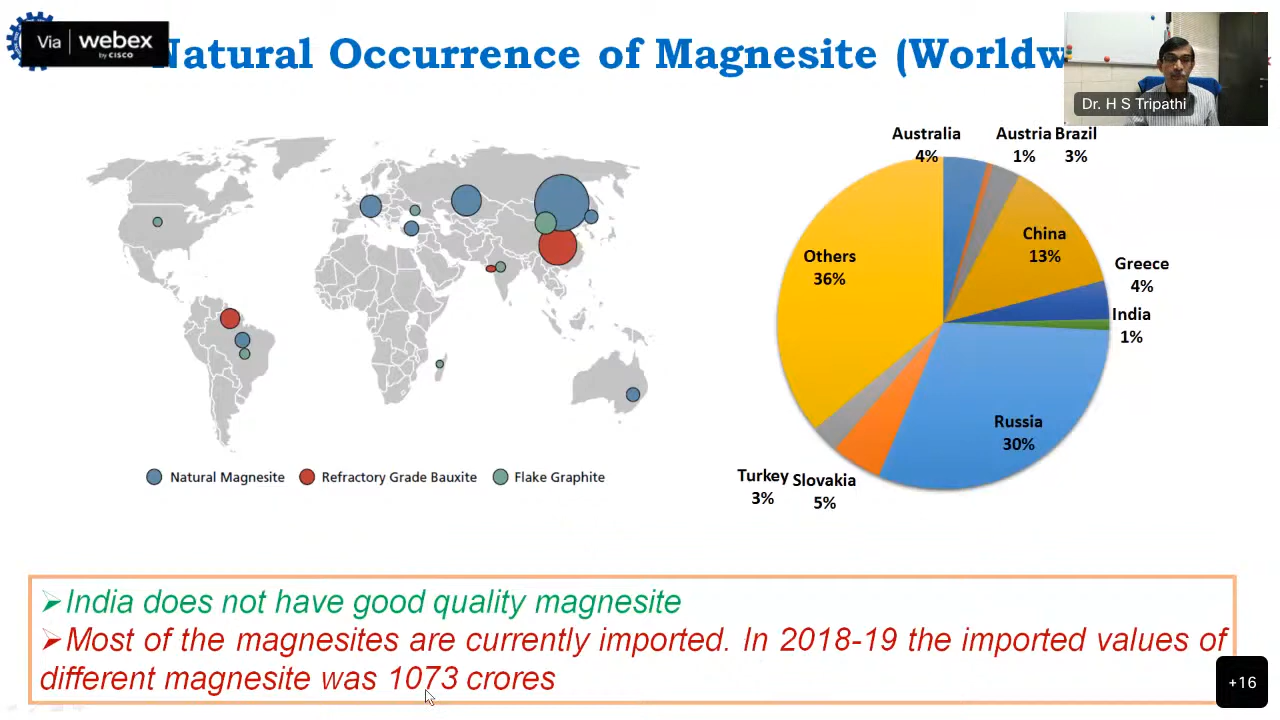 Via webex
by CISCO
Natural Occurrence of Magnesite (Worldw
Dr. H S Tripathi
Australia
4%
Austria
1%
Brazil
3%
China
13%
Greece
4%
India
1%
Others
36%
Russia
30%
Turkey
3%
Slovakia
5%
Natural Magnesite Refractory Grade Bauxite Flake Graphite
➢India does not have good quality magnesite
➢Most of the magnesites are currently imported. In 2018-19 the imported values of
different magnesite was 1073 crores
+16